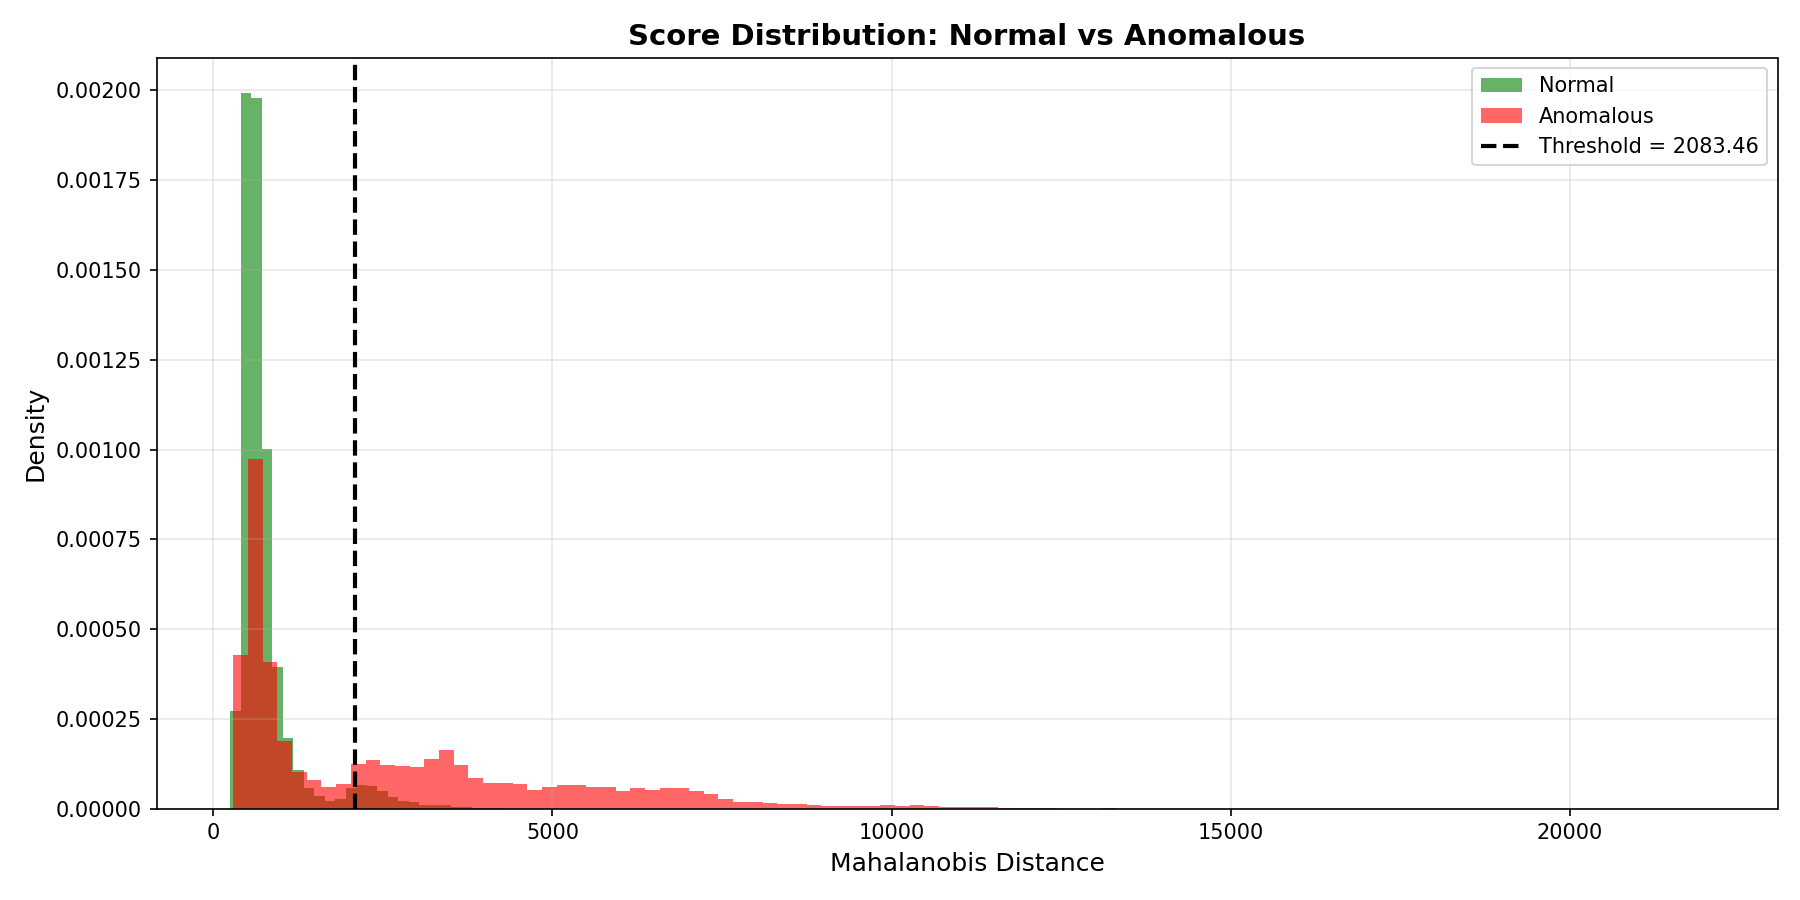 Score Distribution: Normal vs Anomalous
Normal
Anomalous
Threshold = 2083.46
0.00200
0.00175
0.00150
0.00125
0.00100
0.00075
0.00050
0.00025
0.00000
Density
0 5000 10000 15000 20000
Mahalanobis Distance